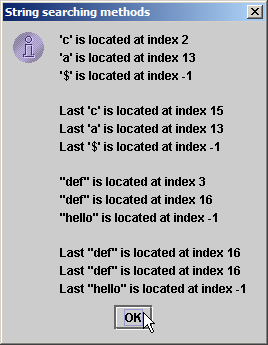 String searching methods
'c' is located at index 2
'a' is located at index 13
'$' is located at index -1
Last 'c' is located at index 15
Last 'a' is located at index 13
Last '$' is located at index -1
"def" is located at index 3
"def" is located at index 16
"hello" is located at index -1
Last "def" is located at index 16
Last "def" is located at index 16
Last "hello" is located at index -1
OK